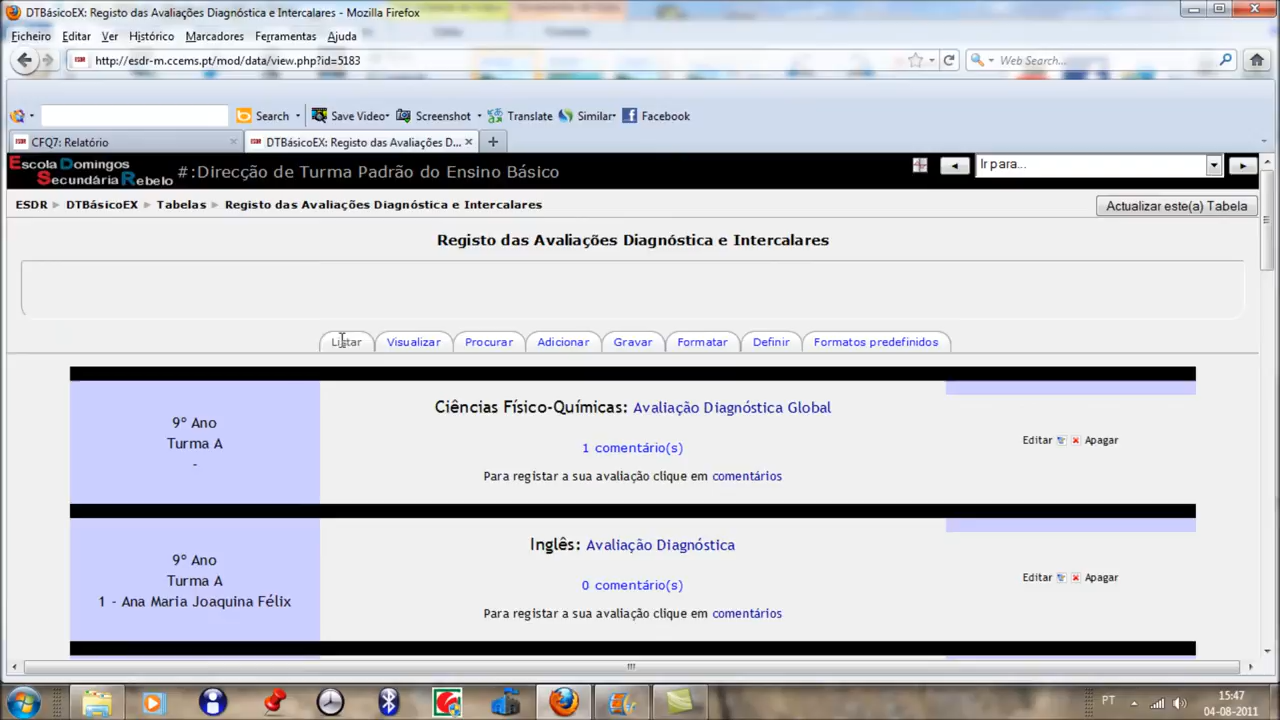 DTBásicoEX: Registo das Avaliações Diagnóstica e Intercalares - Mozilla Firefox
Ficheiro Editar Ver Histórico Marcadores Ferramentas Ajuda
http://esdr-m.ccems.pt/mod/data/view.php?id=5183
Web Search...
Search Save Video Screenshot Translate Similar Facebook
CFQ7: Relatório
DTBásicoEX: Registo das Avaliações D...
Escola Domingos
Secundária Rebelo
#:Direcção de Turma Padrão do Ensino Básico
Ir para...
ESDR DTBásicoEX Tabelas Registo das Avaliações Diagnóstica e Intercalares
Actualizar este(a) Tabela
Registo das Avaliações Diagnóstica e Intercalares
Listar Visualizar Procurar Adicionar Gravar Formatar Definir Formatos predefinidos
9º Ano
Turma A
-
Ciências Físico-Químicas: Avaliação Diagnóstica Global
1 comentário(s)
Para registar a sua avaliação clique em comentários
Editar Apagar
9º Ano
Turma A
1 - Ana Maria Joaquina Félix
Inglês: Avaliação Diagnóstica
0 comentário(s)
Para registar a sua avaliação clique em comentários
Editar Apagar
PT
15:47
04-08-2011